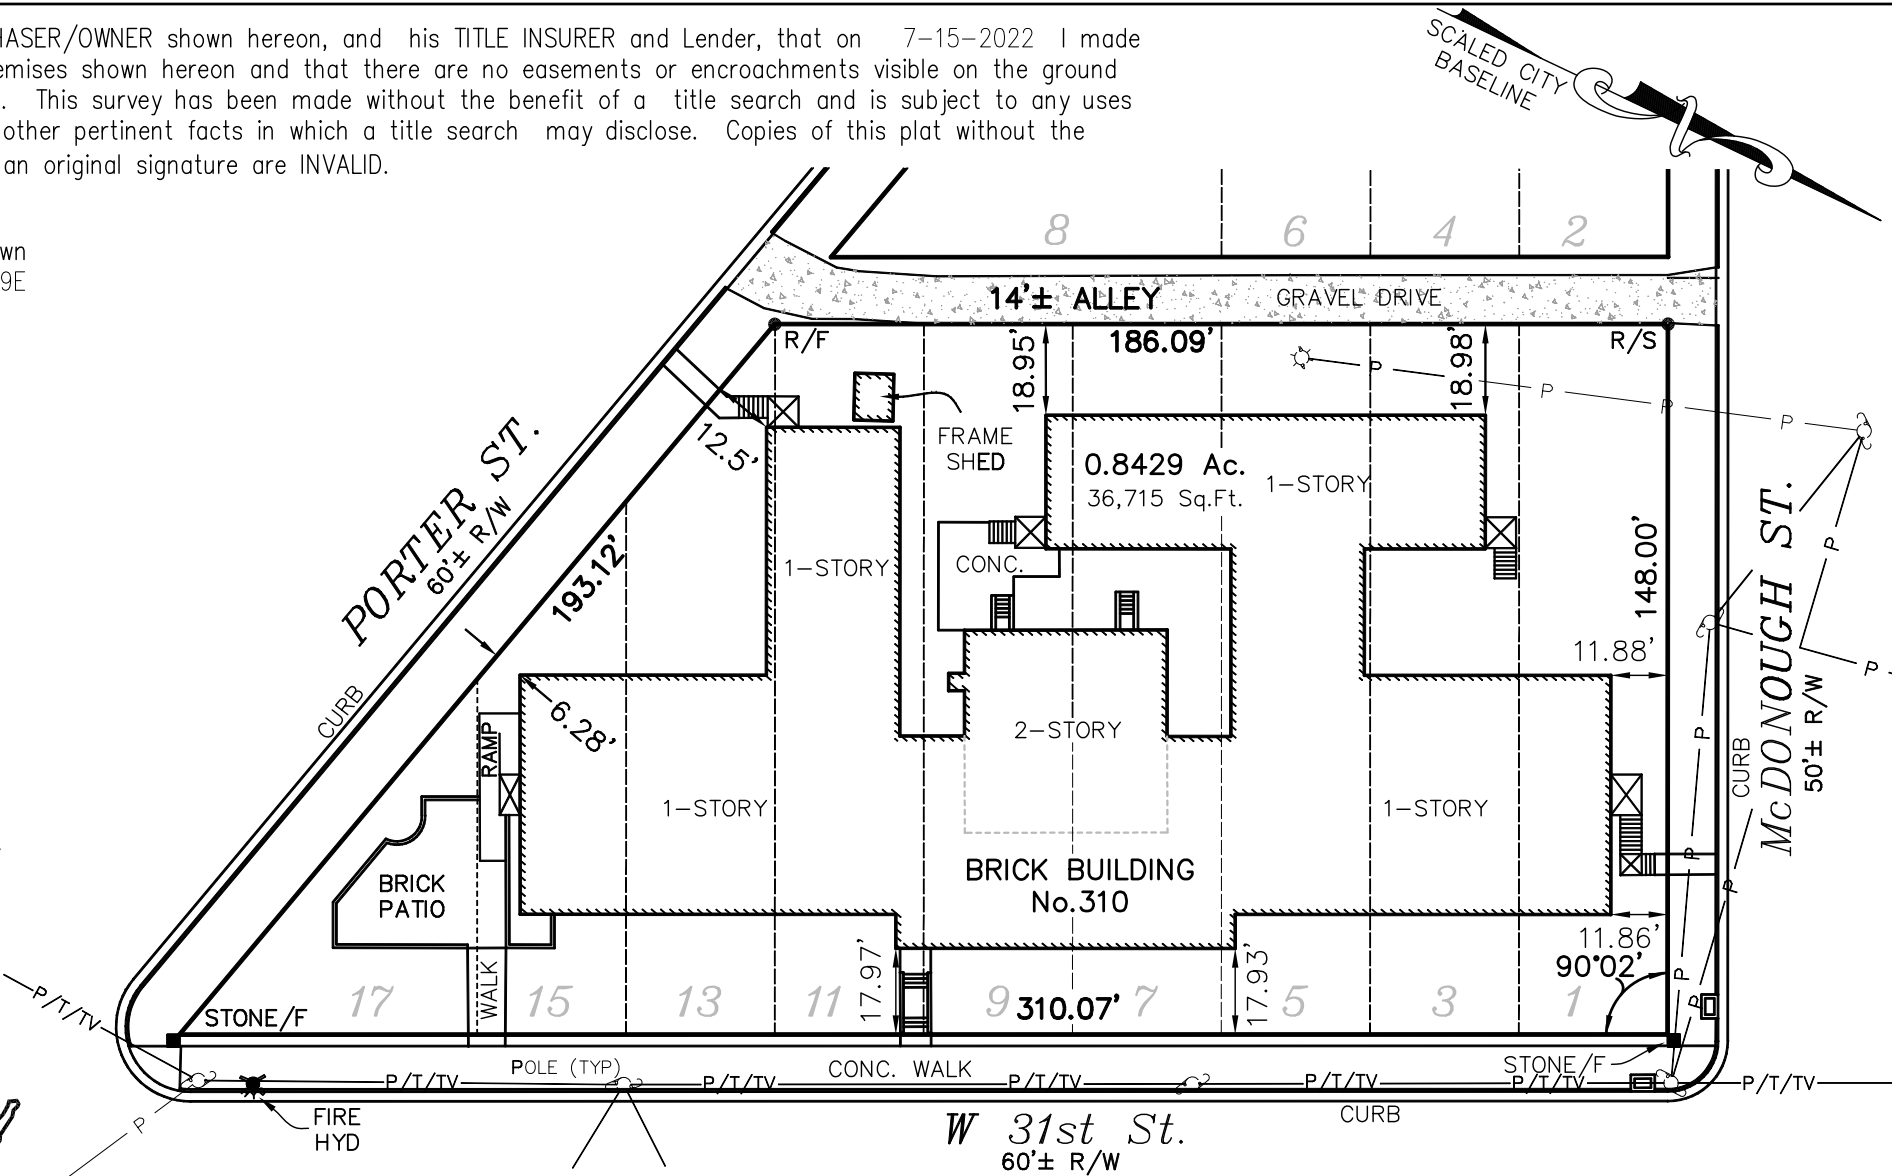 HASER/OWNER shown hereon, and his TITLE INSURER and Lender, that on 7-15-2022 I made
emises shown hereon and that there are no easements or encroachments visible on the ground
. This survey has been made without the benefit of a title search and is subject to any uses
other pertinent facts in which a title search may disclose. Copies of this plat without the
an original signature are INVALID.
SCALED CITY
BASELINE
wn
9E
8
6
4
2
14'± ALLEY
GRAVEL DRIVE
R/F
186.09'
R/S
18.95'
18.98'
P
P
P
P
12.5'
FRAME
SHED
0.8429 Ac.
36,715 Sq.Ft.
1-STORY
PORTER ST.
60'± R/W
193.12'
1-STORY
CONC.
148.00'
McDONOUGH ST.
50'± R/W
P
P
P
11.88'
CURB
6.28'
RAMP
2-STORY
CURB
1-STORY
1-STORY
P
P
BRICK
PATIO
BRICK BUILDING
No.310
11.86'
90°02'
P
P
17.97'
17.93'
WALK
17
15
13
11
9
310.07'
7
5
3
1
STONE/F
P/T/TV
POLE (TYP)
CONC. WALK
STONE/F
P/T/TV
P/T/TV
P/T/TV
P/T/TV
P/T/TV
P/T/TV
P
FIRE
HYD
CURB
W 31st St.
60'± R/W